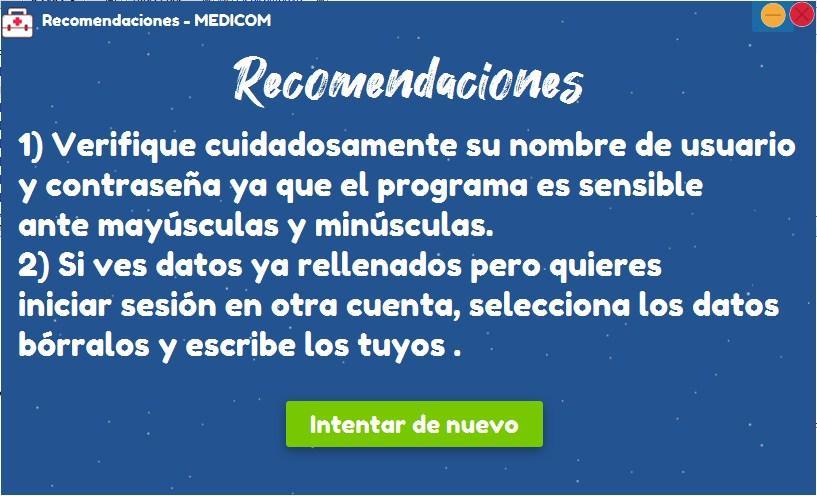 Recomendaciones - MEDICOM
Recomendaciones
1) Verifique cuidadosamente su nombre de usuario
y contraseña ya que el programa es sensible
ante mayúsculas y minúsculas.
2) Si ves datos ya rellenados pero quieres
iniciar sesión en otra cuenta, selecciona los datos
bórralos y escribe los tuyos .
Intentar de nuevo